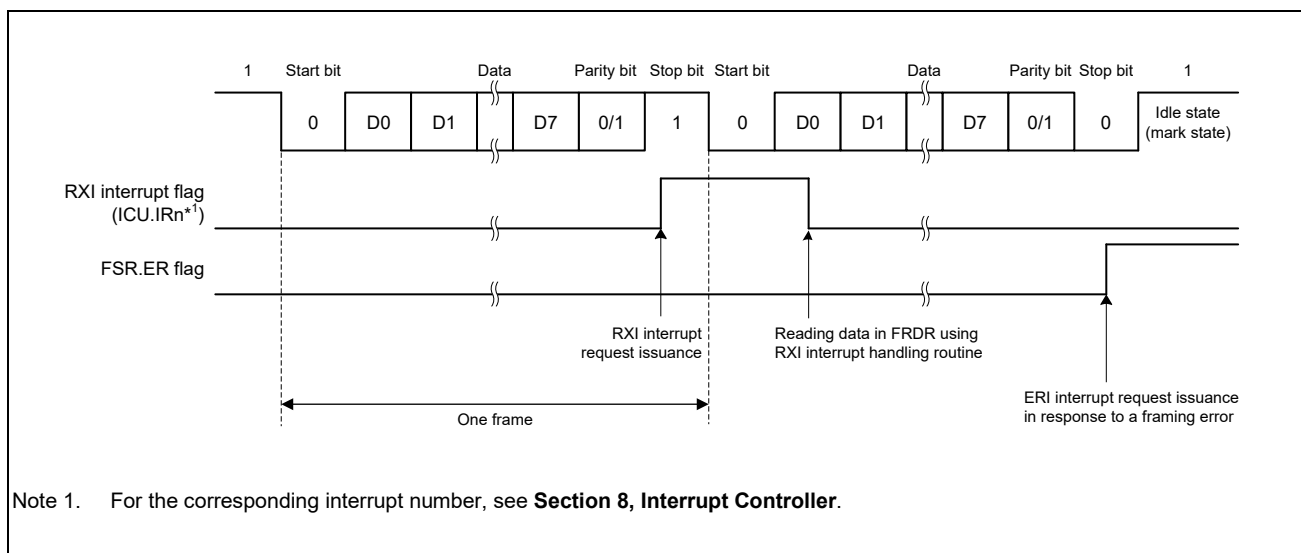 1 Start bit Data Parity bit Stop bit Start bit Data Parity bit Stop bit 1
0 D0 D1 D7 0/1 1 0 D0 D1 D7 0/1 0 Idle state
(mark state)
RXI interrupt flag
(ICU.IRn*1)
FSR.ER flag
RXI interrupt
request issuance
Reading data in FRDR using
RXI interrupt handling routine
ERI interrupt request issuance
in response to a framing error
One frame
Note 1. For the corresponding interrupt number, see Section 8, Interrupt Controller.